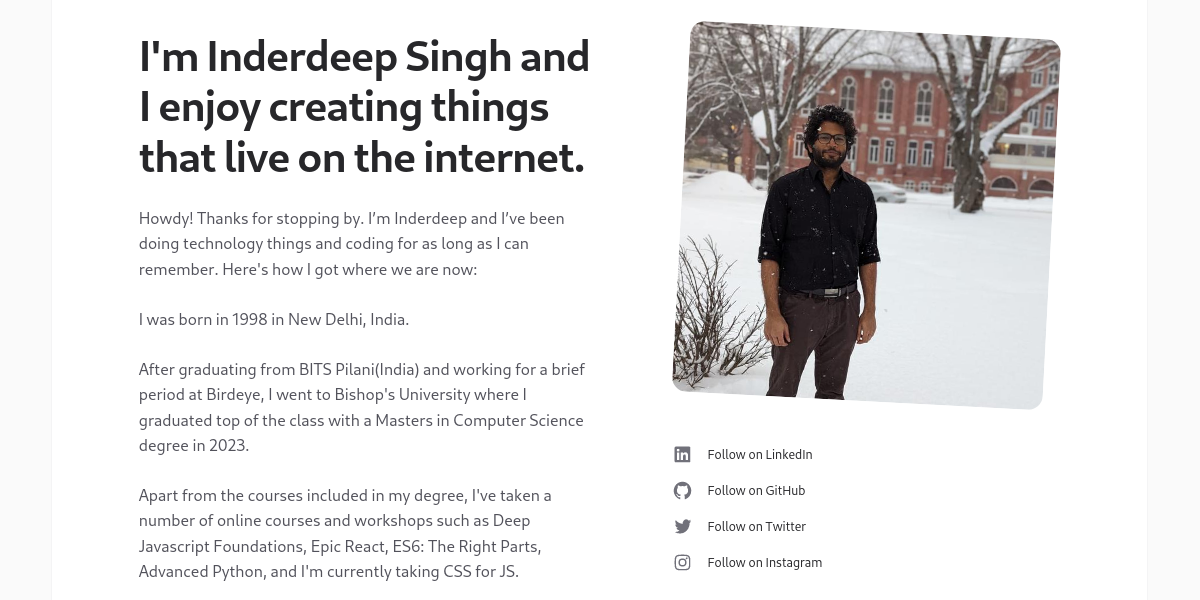 I'm Inderdeep Singh and
I enjoy creating things
that live on the internet.
Howdy! Thanks for stopping by. I’m Inderdeep and I’ve been
doing technology things and coding for as long as I can
remember. Here's how I got where we are now:
I was born in 1998 in New Delhi, India.
After graduating from BITS Pilani(India) and working for a brief
period at Birdeye, I went to Bishop's University where I
graduated top of the class with a Masters in Computer Science
degree in 2023.
Apart from the courses included in my degree, I've taken a
number of online courses and workshops such as Deep
Javascript Foundations, Epic React, ES6: The Right Parts,
Advanced Python, and I'm currently taking CSS for JS.
Follow on LinkedIn
Follow on GitHub
Follow on Twitter
Follow on Instagram